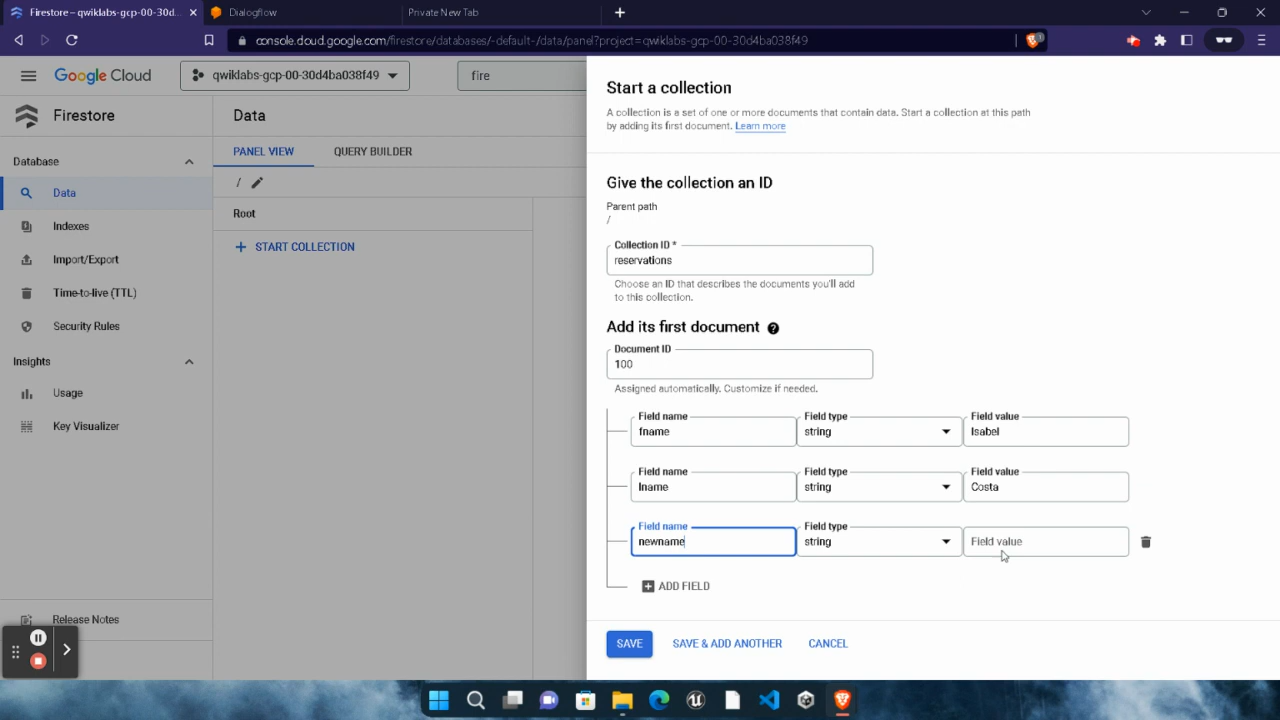 Firestore – qwiklabs-gcp-00-30d...
Dialogflow
Private New Tab
console.cloud.google.com/firestore/databases/-default-/data/panel?project=qwiklabs-gcp-00-30d4ba038f49
1
Google Cloud
qwiklabs-gcp-00-30d4ba038f49
fire
Firestore
Data
Database
PANEL VIEW
QUERY BUILDER
Data
/
Indexes
Root
Import/Export
START COLLECTION
Time-to-live (TTL)
Security Rules
Insights
Usage
Key Visualizer
Release Notes
Start a collection
A collection is a set of one or more documents that contain data. Start a collection at this path
by adding its first document. Learn more
Give the collection an ID
Parent path
/
Collection ID *
reservations
Choose an ID that describes the documents you'll add
to this collection.
Add its first document
Document ID
100
Assigned automatically. Customize if needed.
Field name
Field type
Field value
fname
string
Isabel
Field name
Field type
Field value
lname
string
Costa
Field name
Field type
newname
string
Field value
ADD FIELD
SAVE
SAVE & ADD ANOTHER
CANCEL